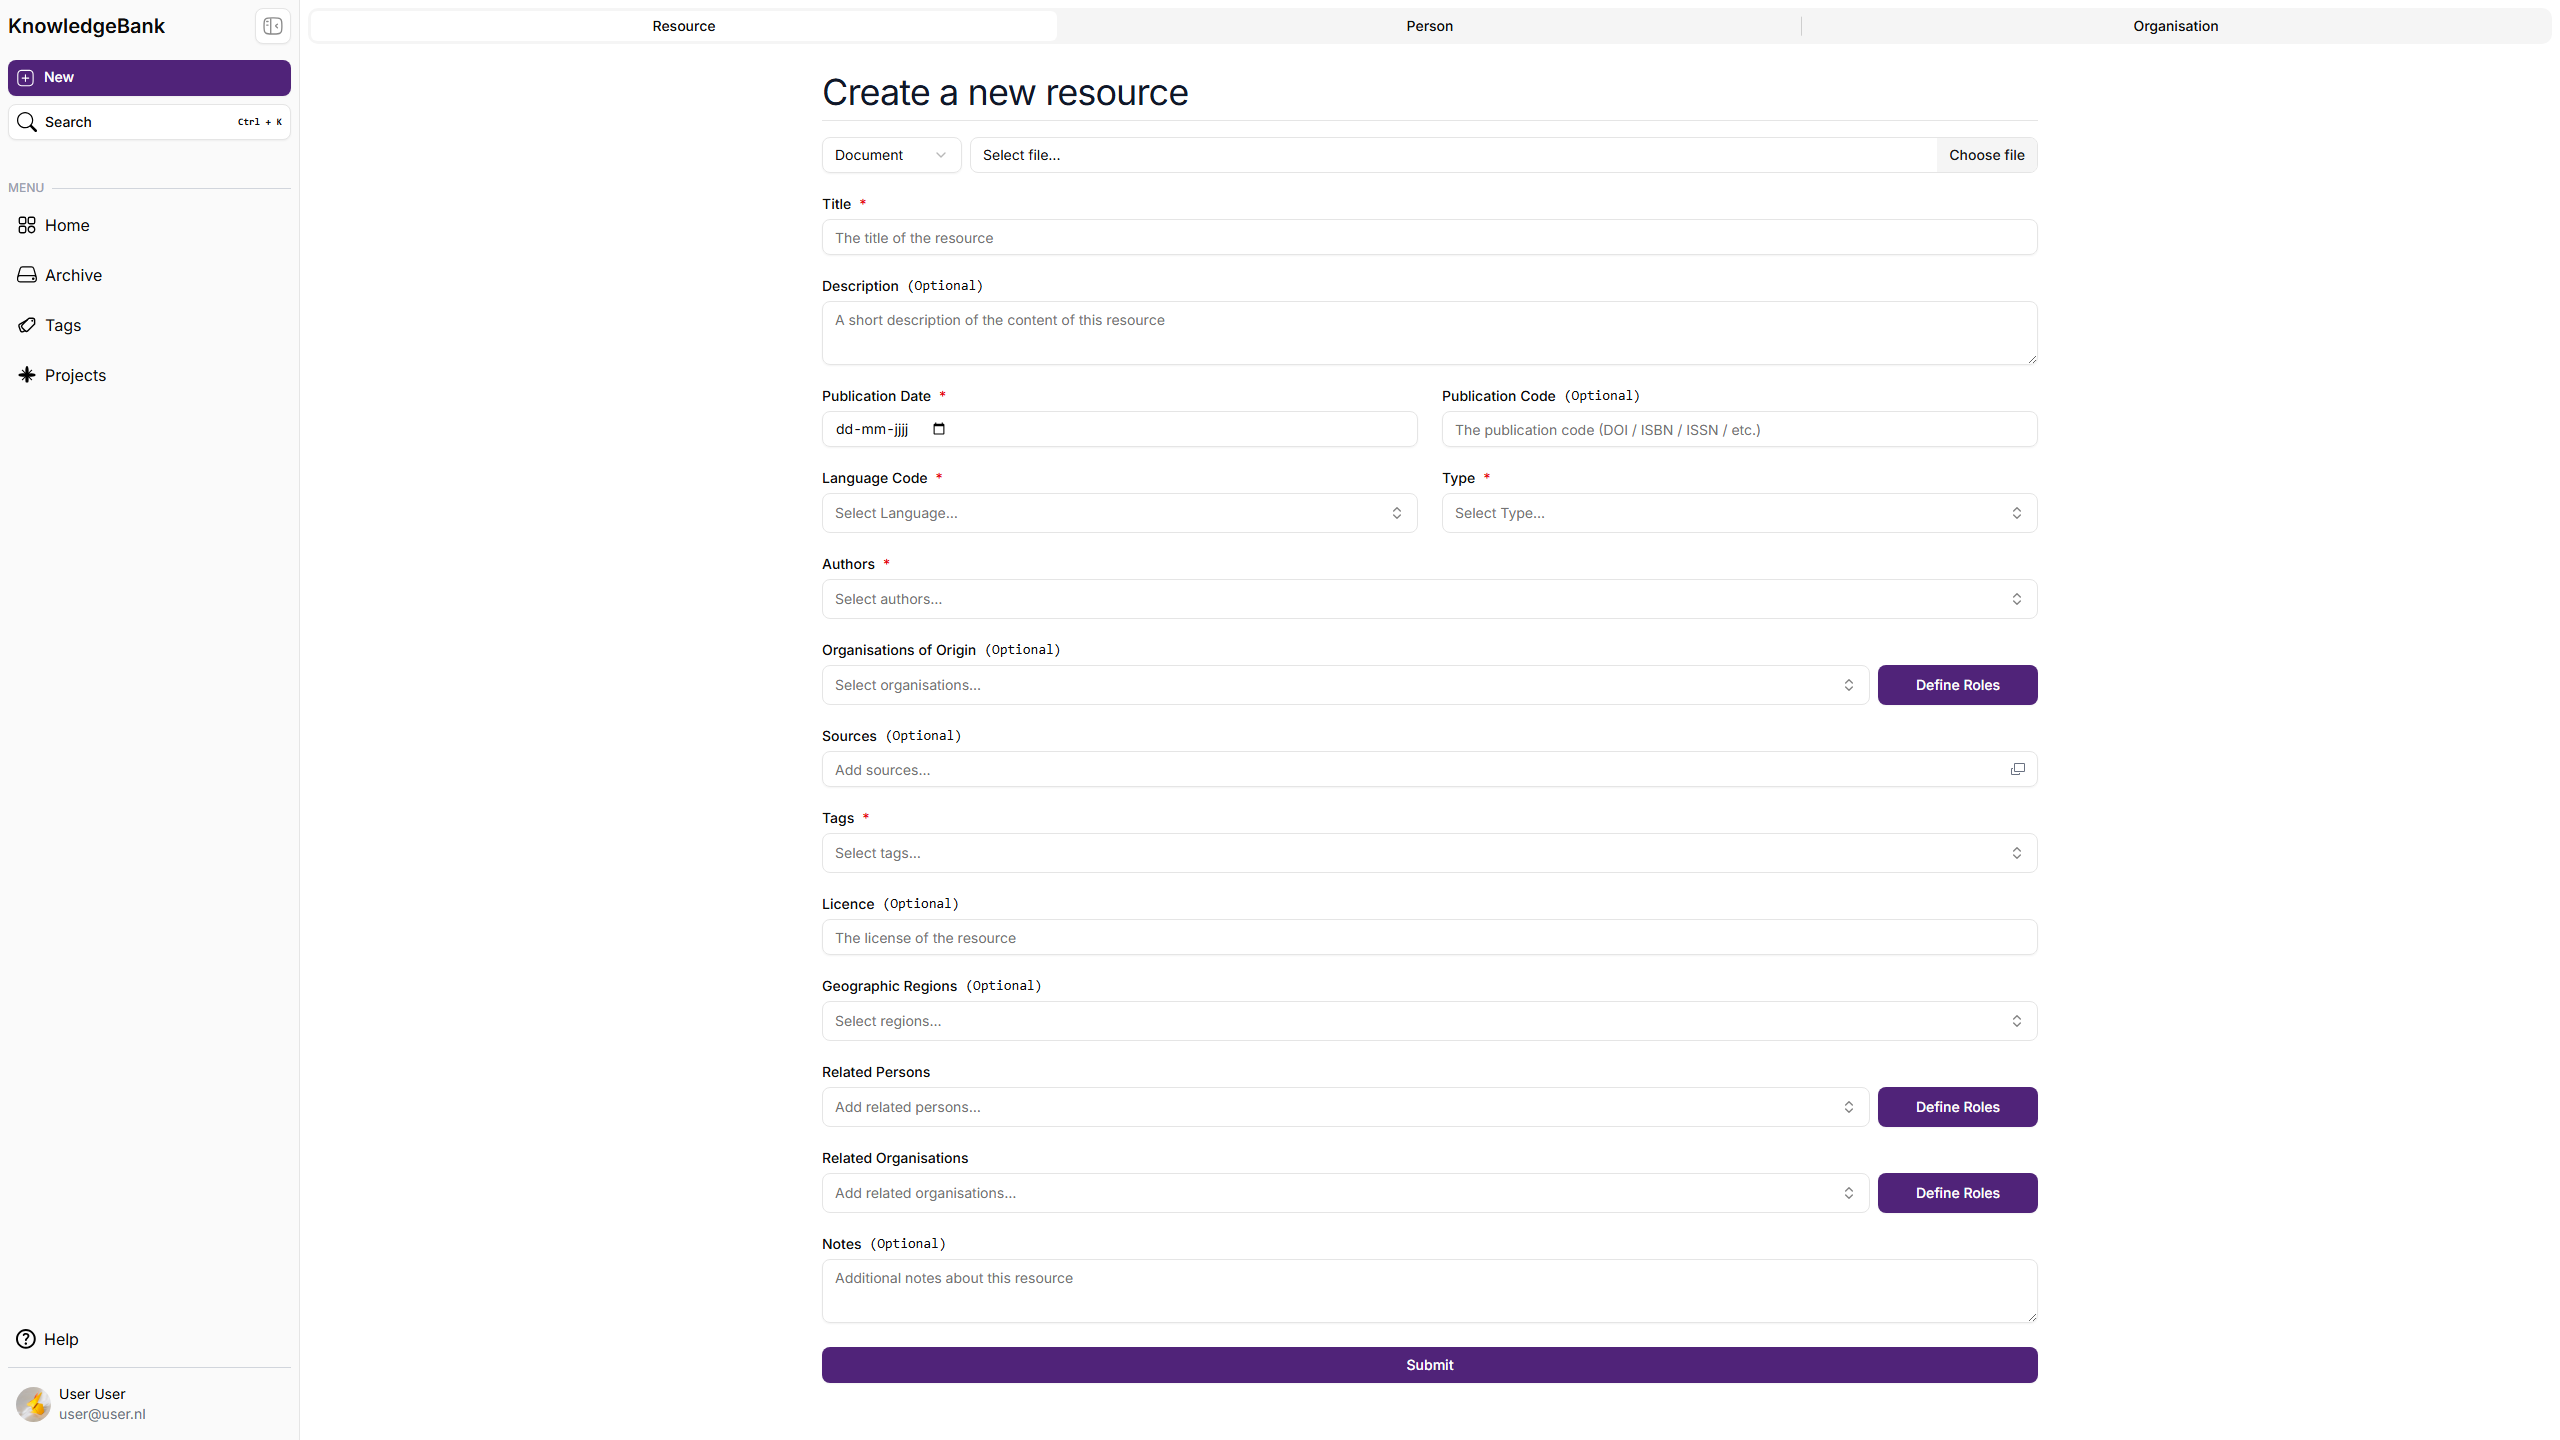 KnowledgeBank
New
Search Ctrl + K
MENU
Home
Archive
Tags
Projects
Help
User User
user@user.nl
Resource Person Organisation
Create a new resource
Document Select file... Choose file
Title *
The title of the resource
Description (Optional)
A short description of the content of this resource
Publication Date * Publication Code (Optional)
dd-mm-jjjj The publication code (DOI / ISBN / ISSN / etc.)
Language Code * Type *
Select Language... Select Type...
Authors *
Select authors...
Organisations of Origin (Optional)
Select organisations... Define Roles
Sources (Optional)
Add sources...
Tags *
Select tags...
Licence (Optional)
The license of the resource
Geographic Regions (Optional)
Select regions...
Related Persons
Add related persons... Define Roles
Related Organisations
Add related organisations... Define Roles
Notes (Optional)
Additional notes about this resource
Submit